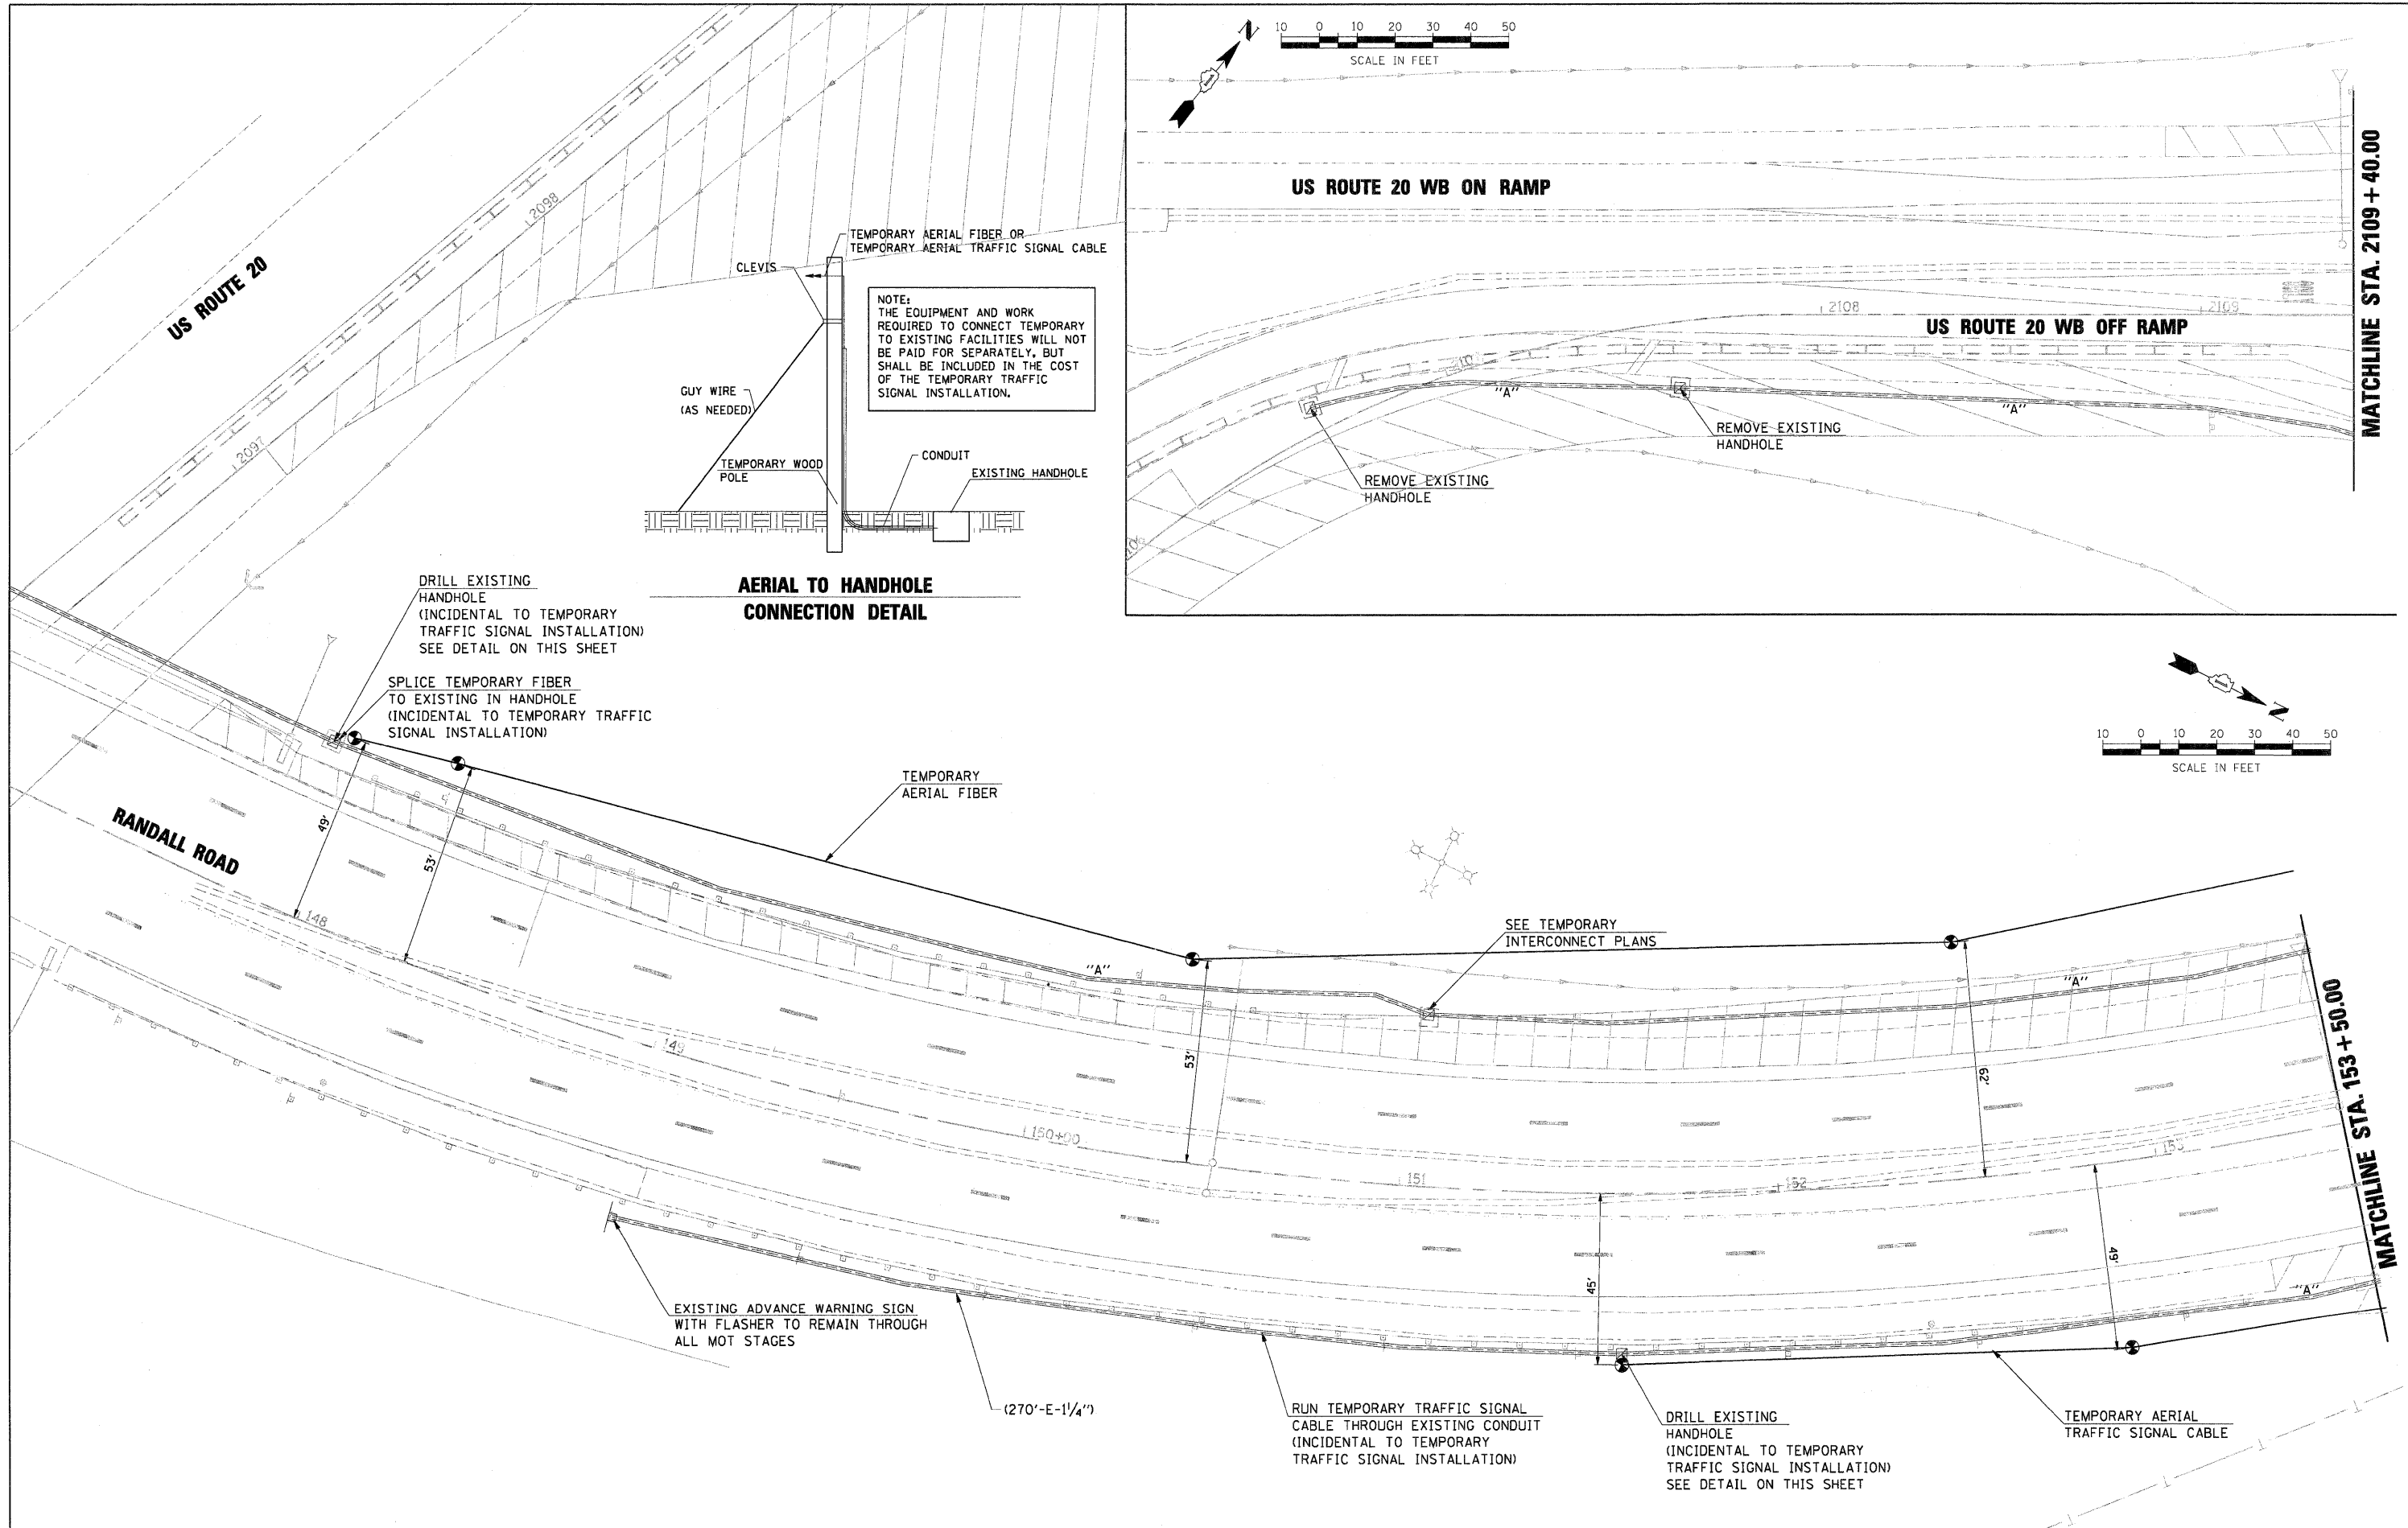 US ROUTE 20
2098
2097
TEMPORARY AERIAL FIBER OR
TEMPORARY AERIAL TRAFFIC SIGNAL CABLE
CLEVIS
NOTE:
THE EQUIPMENT AND WORK
REQUIRED TO CONNECT TEMPORARY
TO EXISTING FACILITIES WILL NOT
BE PAID FOR SEPARATELY, BUT
SHALL BE INCLUDED IN THE COST
OF THE TEMPORARY TRAFFIC
SIGNAL INSTALLATION.
GUY WIRE
(AS NEEDED)
TEMPORARY WOOD
POLE
CONDUIT
EXISTING HANDHOLE
AERIAL TO HANDHOLE
CONNECTION DETAIL
N
10 0 10 20 30 40 50
SCALE IN FEET
US ROUTE 20 WB ON RAMP
2108
2109
US ROUTE 20 WB OFF RAMP
"A"
"A"
REMOVE EXISTING
HANDHOLE
REMOVE EXISTING
HANDHOLE
MATCHLINE STA. 2109 + 40.00
DRILL EXISTING
HANDHOLE
(INCIDENTAL TO TEMPORARY
TRAFFIC SIGNAL INSTALLATION)
SEE DETAIL ON THIS SHEET
SPLICE TEMPORARY FIBER
TO EXISTING IN HANDHOLE
(INCIDENTAL TO TEMPORARY TRAFFIC
SIGNAL INSTALLATION)
N
10 0 10 20 30 40 50
SCALE IN FEET
TEMPORARY
AERIAL FIBER
RANDALL ROAD
49'
53'
148
149
150+00
151
152
153
"A"
53'
SEE TEMPORARY
INTERCONNECT PLANS
62'
"A"
45'
49'
"A"
MATCHLINE STA. 153 + 50.00
EXISTING ADVANCE WARNING SIGN
WITH FLASHER TO REMAIN THROUGH
ALL MOT STAGES
(270'-E-1¼")
RUN TEMPORARY TRAFFIC SIGNAL
CABLE THROUGH EXISTING CONDUIT
(INCIDENTAL TO TEMPORARY
TRAFFIC SIGNAL INSTALLATION)
DRILL EXISTING
HANDHOLE
(INCIDENTAL TO TEMPORARY
TRAFFIC SIGNAL INSTALLATION)
SEE DETAIL ON THIS SHEET
TEMPORARY AERIAL
TRAFFIC SIGNAL CABLE